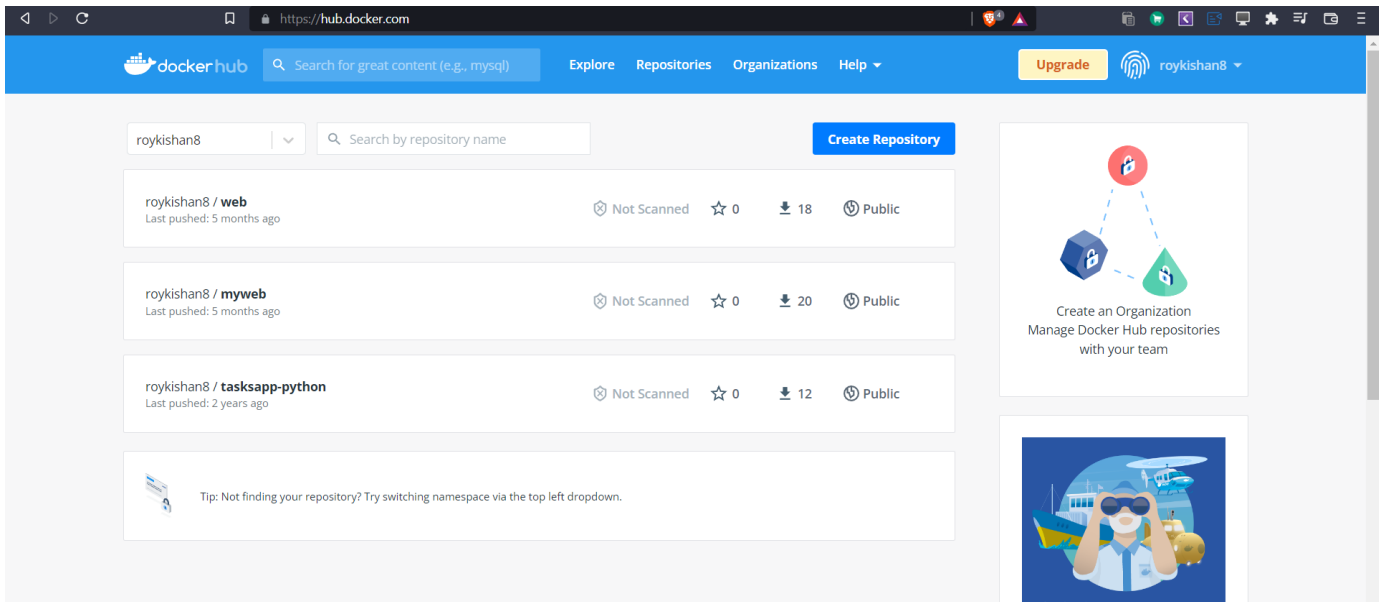 https://hub.docker.com
4
docker hub
Search for great content (e.g., mysql)
Explore
Repositories
Organizations
Help
Upgrade
roykishan8
roykishan8
Search by repository name
Create Repository
roykishan8 / web
Last pushed: 5 months ago
Not Scanned
0
18
Public
roykishan8 / myweb
Last pushed: 5 months ago
Not Scanned
0
20
Public
roykishan8 / tasksapp-python
Last pushed: 2 years ago
Not Scanned
0
12
Public
Tip: Not finding your repository? Try switching namespace via the top left dropdown.
Create an Organization
Manage Docker Hub repositories
with your team